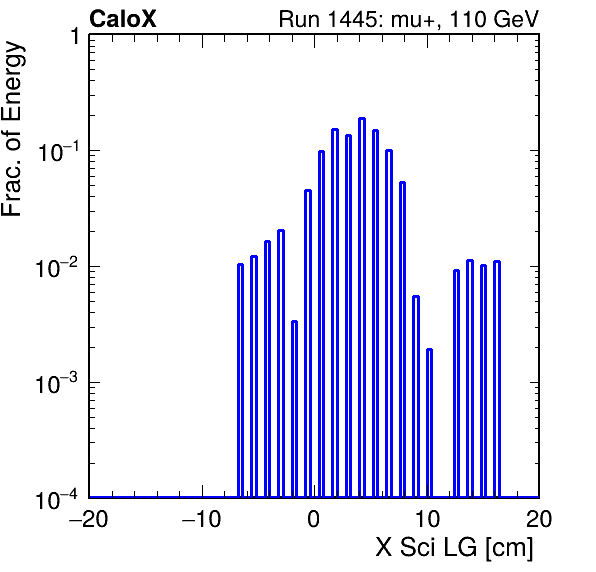 CaloX Run 1445: mu+, 110 GeV
Frac. of Energy
1
10⁻¹
10⁻²
10⁻³
10⁻⁴
−20 −10 0 10 20
X Sci LG [cm]